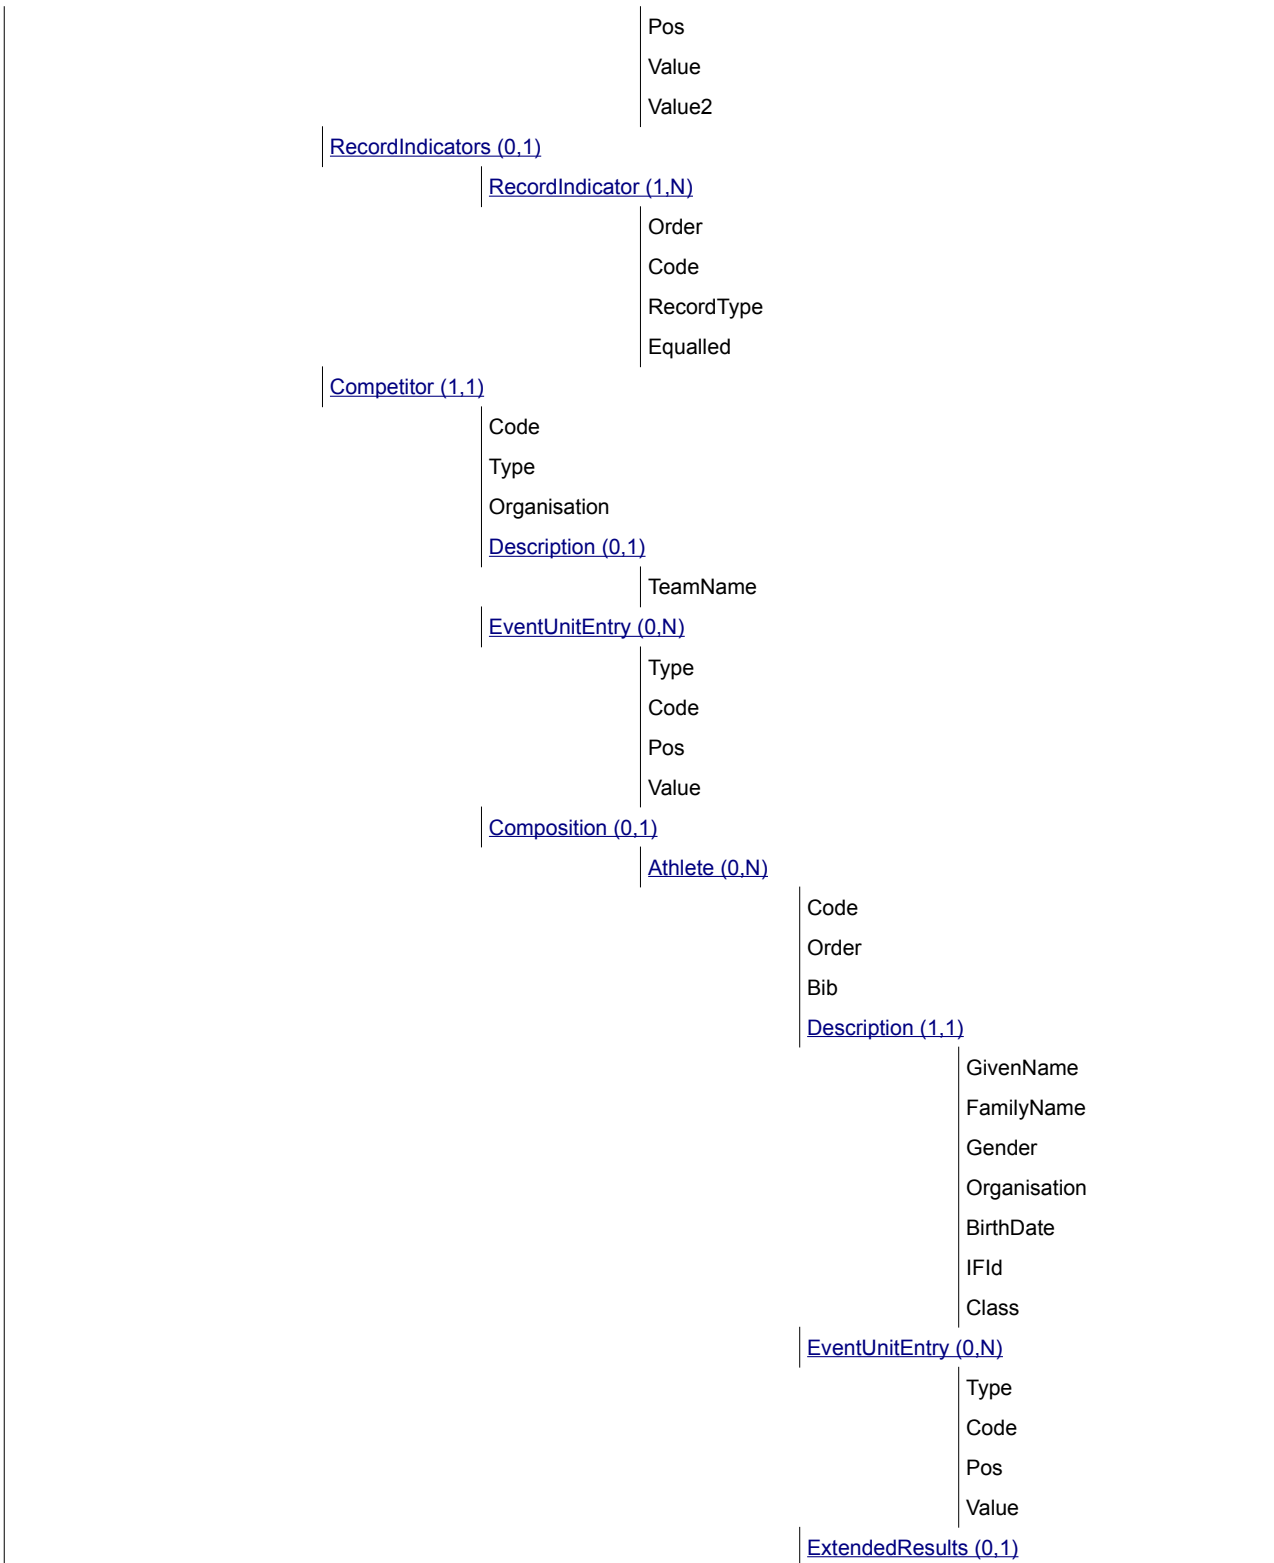 Pos
Value
Value2
RecordIndicators (0,1)
RecordIndicator (1,N)
Order
Code
RecordType
Equalled
Competitor (1,1)
Code
Type
Organisation
Description (0,1)
TeamName
EventUnitEntry (0,N)
Type
Code
Pos
Value
Composition (0,1)
Athlete (0,N)
Code
Order
Bib
Description (1,1)
GivenName
FamilyName
Gender
Organisation
BirthDate
IFId
Class
EventUnitEntry (0,N)
Type
Code
Pos
Value
ExtendedResults (0,1)